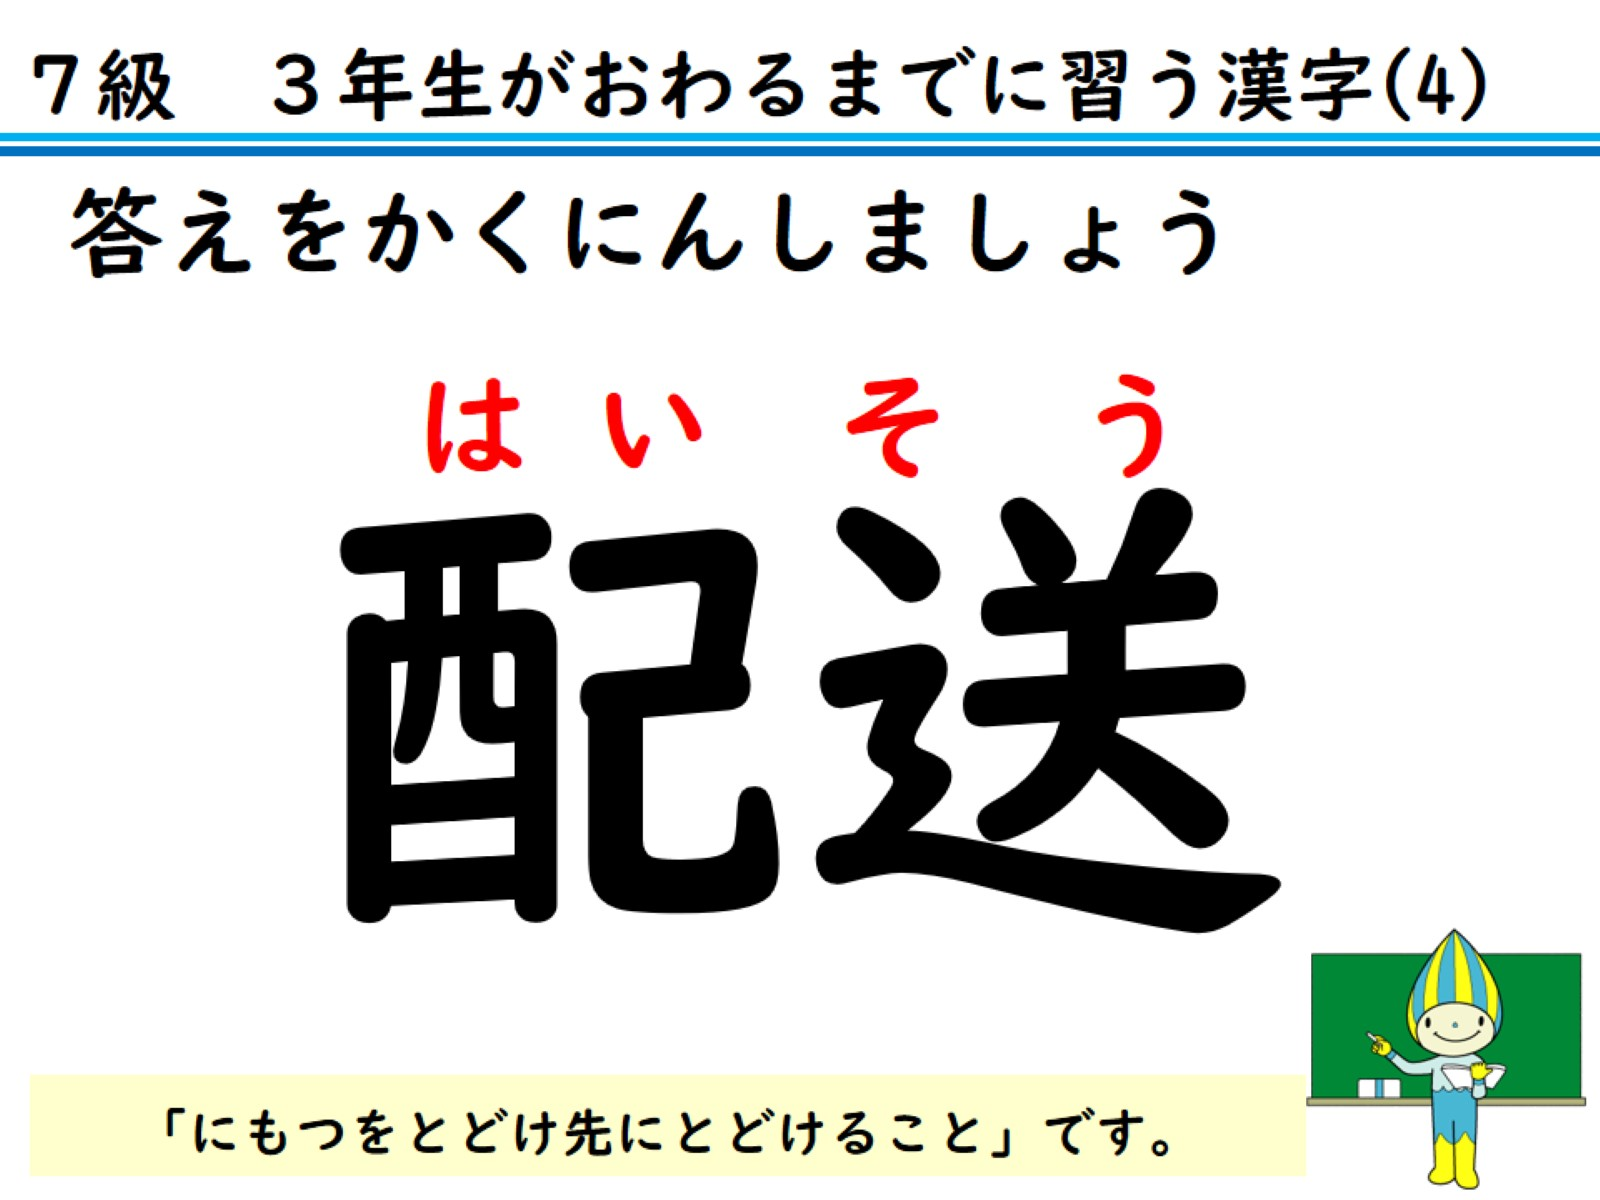 ７級　３年生がおわるまでに習う漢字(4)
答えをかくにんしましょう
はい　そう
配送
「にもつをとどけ先にとどけること」です。